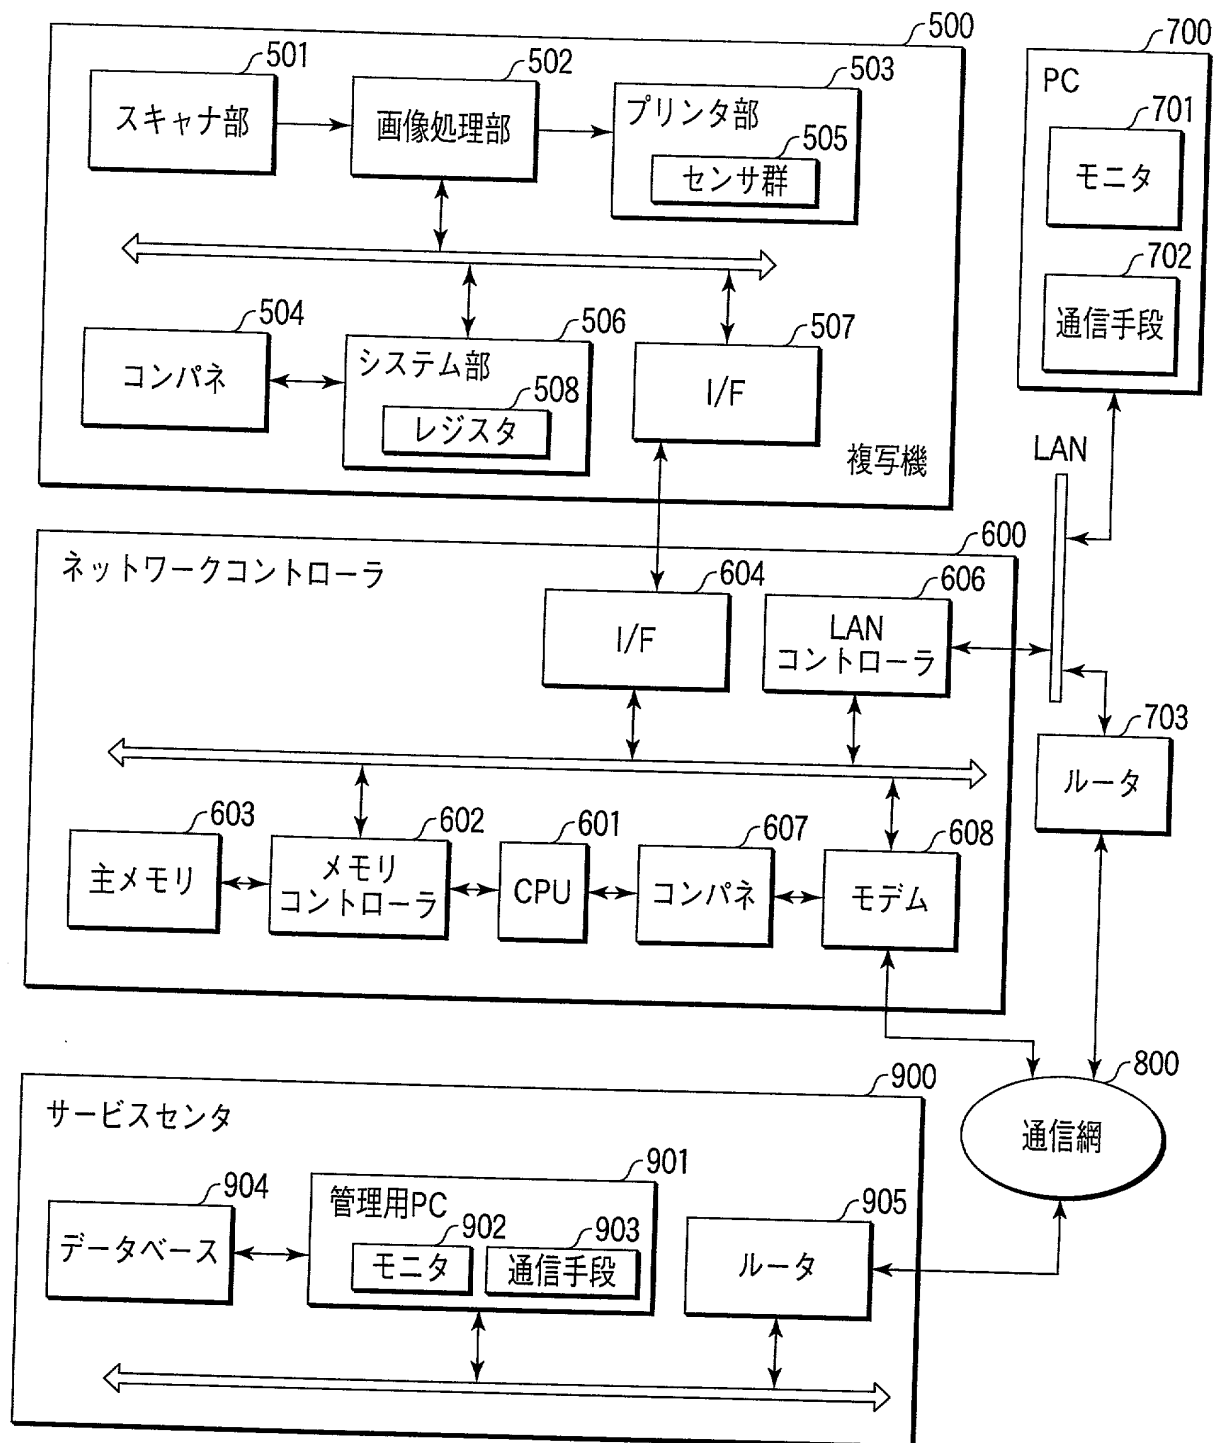 500
501
スキャナ部
502
画像処理部
503
プリンタ部
505
センサ群
504
コンパネ
506
システム部
508
レジスタ
507
I/F
複写機
700
PC
701
モニタ
702
通信手段
LAN
600
ネットワークコントローラ
604
I/F
606
LAN
コントローラ
703
ルータ
603
主メモリ
602
メモリ
コントローラ
601
CPU
607
コンパネ
608
モデム
800
通信網
900
サービスセンタ
904
データベース
901
管理用PC
902
モニタ
903
通信手段
905
ルータ